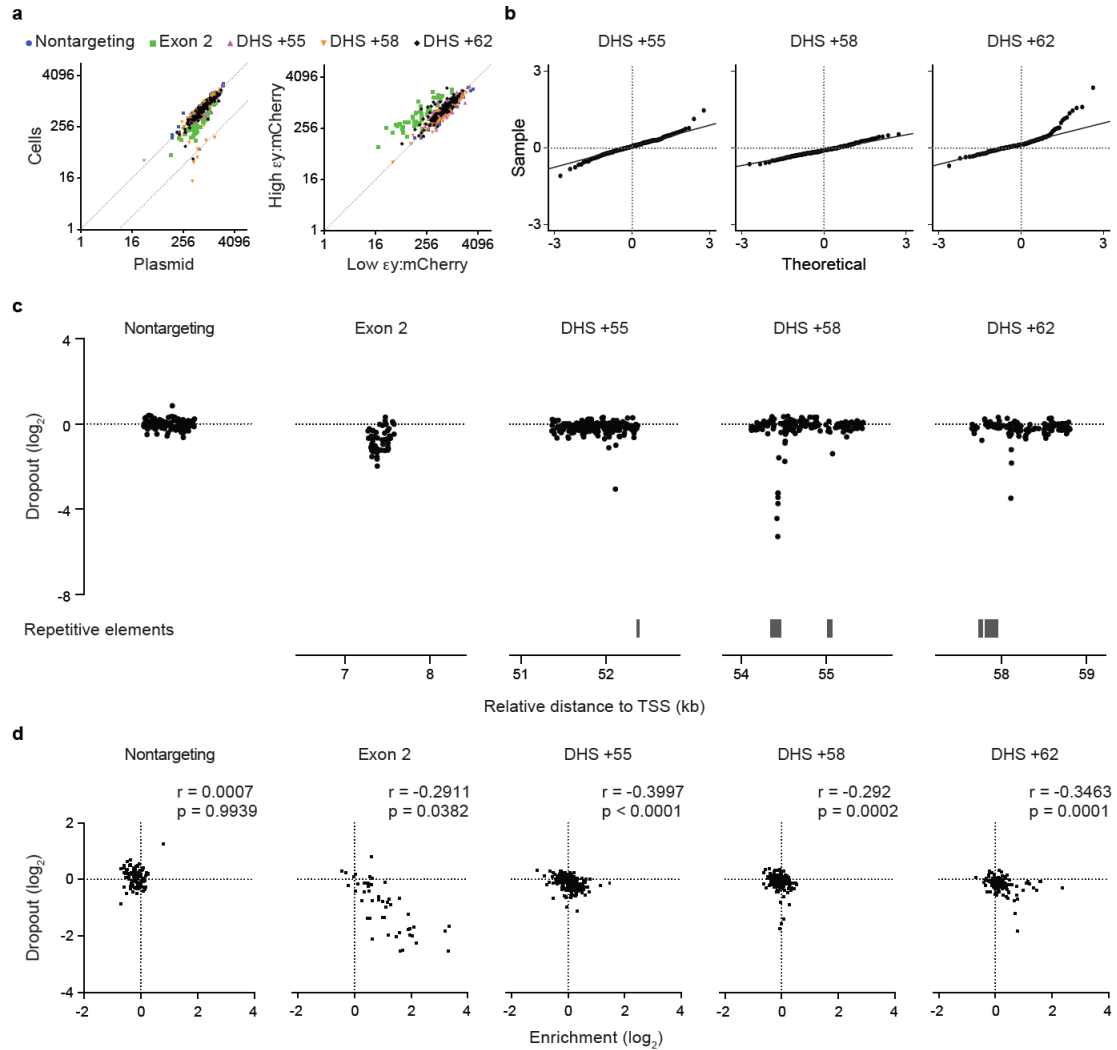 a
Nontargeting Exon 2 DHS +55 DHS +58 DHS +62
4096
256
16
1
Cells
1 16 256 4096
Plasmid
4096
256
16
1
High εy:mCherry
1 16 256 4096
Low εy:mCherry
b
DHS +55 DHS +58 DHS +62
3
0
-3
Sample
-3 0 3
-3 0 3
-3 0 3
Theoretical
c
Nontargeting Exon 2 DHS +55 DHS +58 DHS +62
4
0
-4
-8
Dropout (log2)
Repetitive elements
7 8
51 52
54 55
58 59
Relative distance to TSS (kb)
d
Nontargeting Exon 2 DHS +55 DHS +58 DHS +62
r = 0.0007 r = -0.2911 r = -0.3997 r = -0.292 r = -0.3463
p = 0.9939 p = 0.0382 p < 0.0001 p = 0.0002 p = 0.0001
2
0
-2
-4
Dropout (log2)
-2 0 2 4
-2 0 2 4
-2 0 2 4
-2 0 2 4
-2 0 2 4
Enrichment (log2)